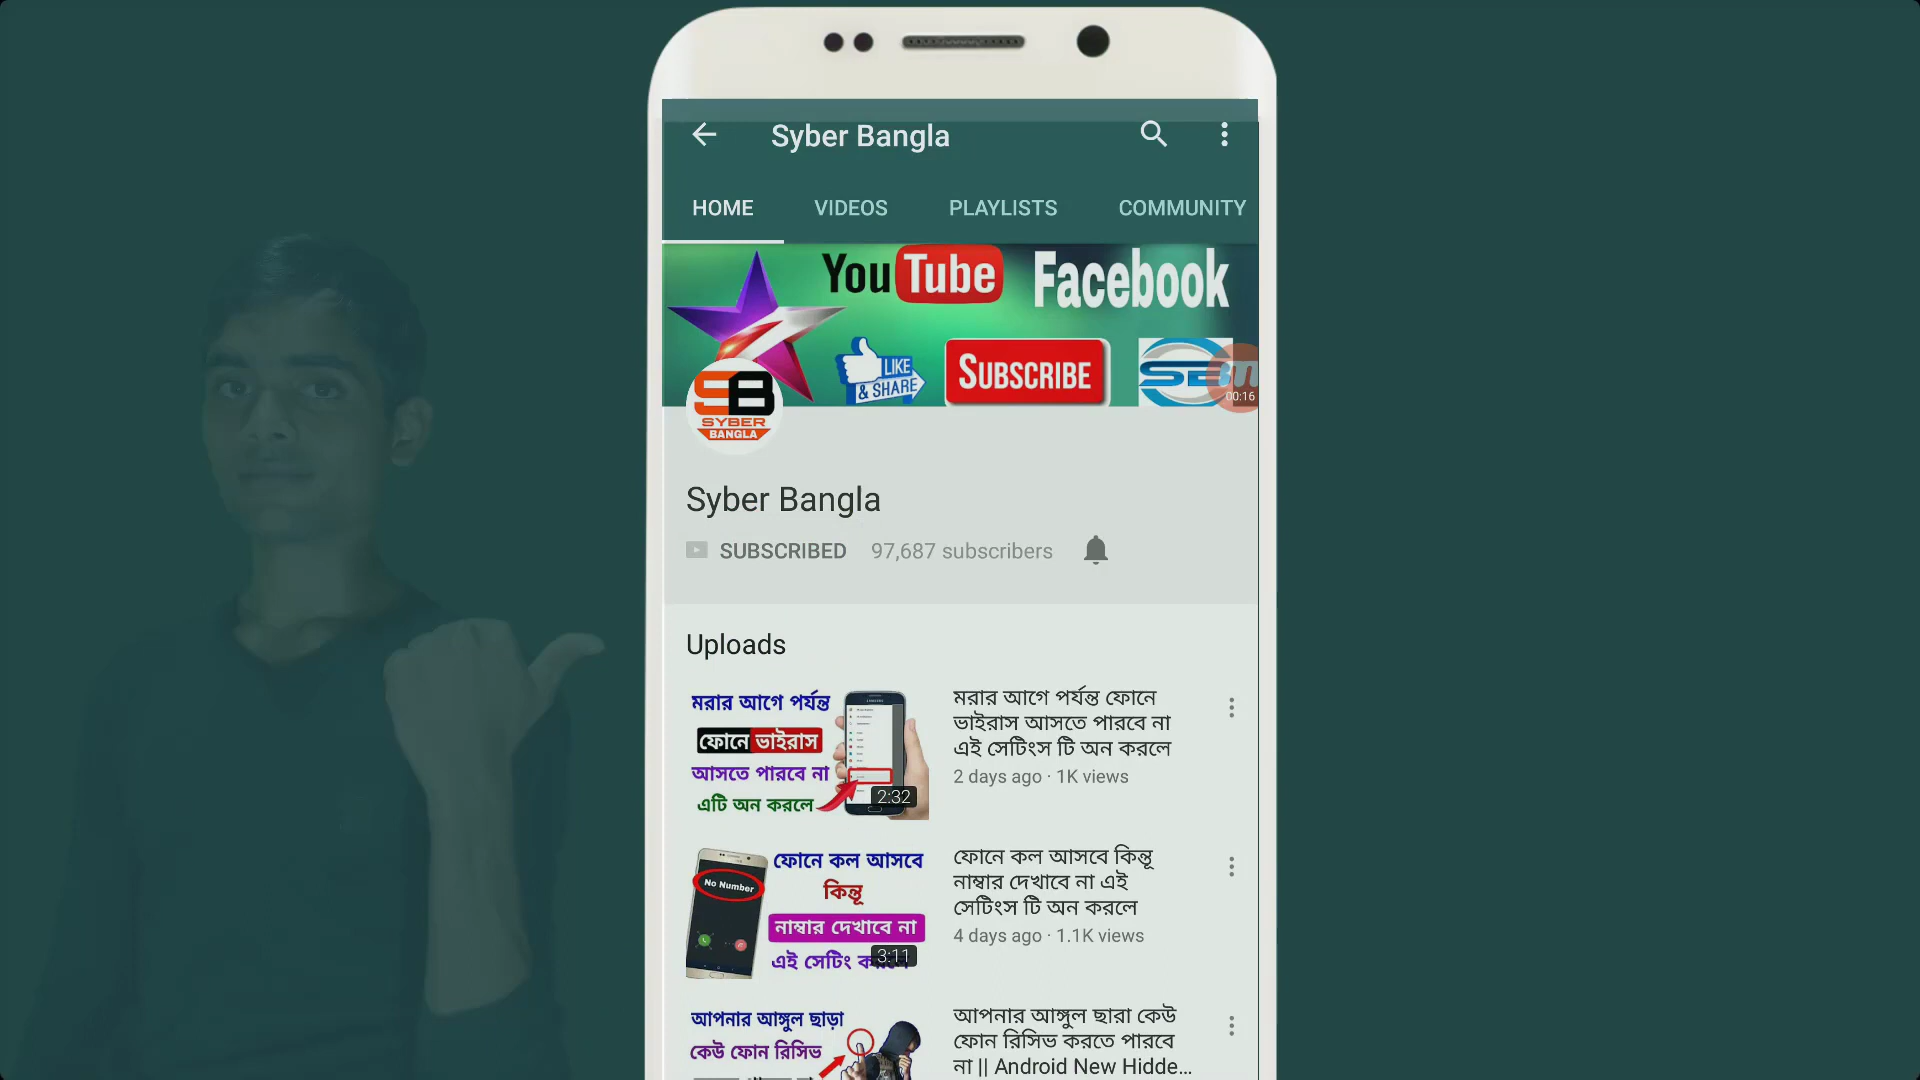 Syber Bangla
HOME VIDEOS PLAYLISTS COMMUNITY
YouTube Facebook
LIKE & SHARE SUBSCRIBE SBM
00:16
SB
SYBER
BANGLA
Syber Bangla
SUBSCRIBED 97,687 subscribers
Uploads
মরার আগে পর্যন্ত
ফোনে ভাইরাস
আসতে পারবে না
এটি অন করলে
2:32
মরার আগে পর্যন্ত ফোনে
ভাইরাস আসতে পারবে না
এই সেটিংস টি অন করলে
2 days ago · 1K views
No Number
ফোনে কল আসবে
কিন্তূ
নাম্বার দেখাবে না
এই সেটিং করলে
3:11
ফোনে কল আসবে কিন্তূ
নাম্বার দেখাবে না এই
সেটিংস টি অন করলে
4 days ago · 1.1K views
আপনার আঙ্গুল ছাড়া
কেউ ফোন রিসিভ
আপনার আঙ্গুল ছারা কেউ
ফোন রিসিভ করতে পারবে
না || Android New Hidde...